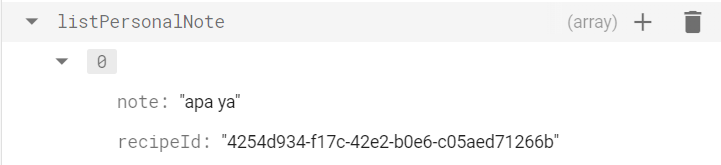 listPersonalNote (array)
0
note: "apa ya"
recipeId: "4254d934-f17c-42e2-b0e6-c05aed71266b"